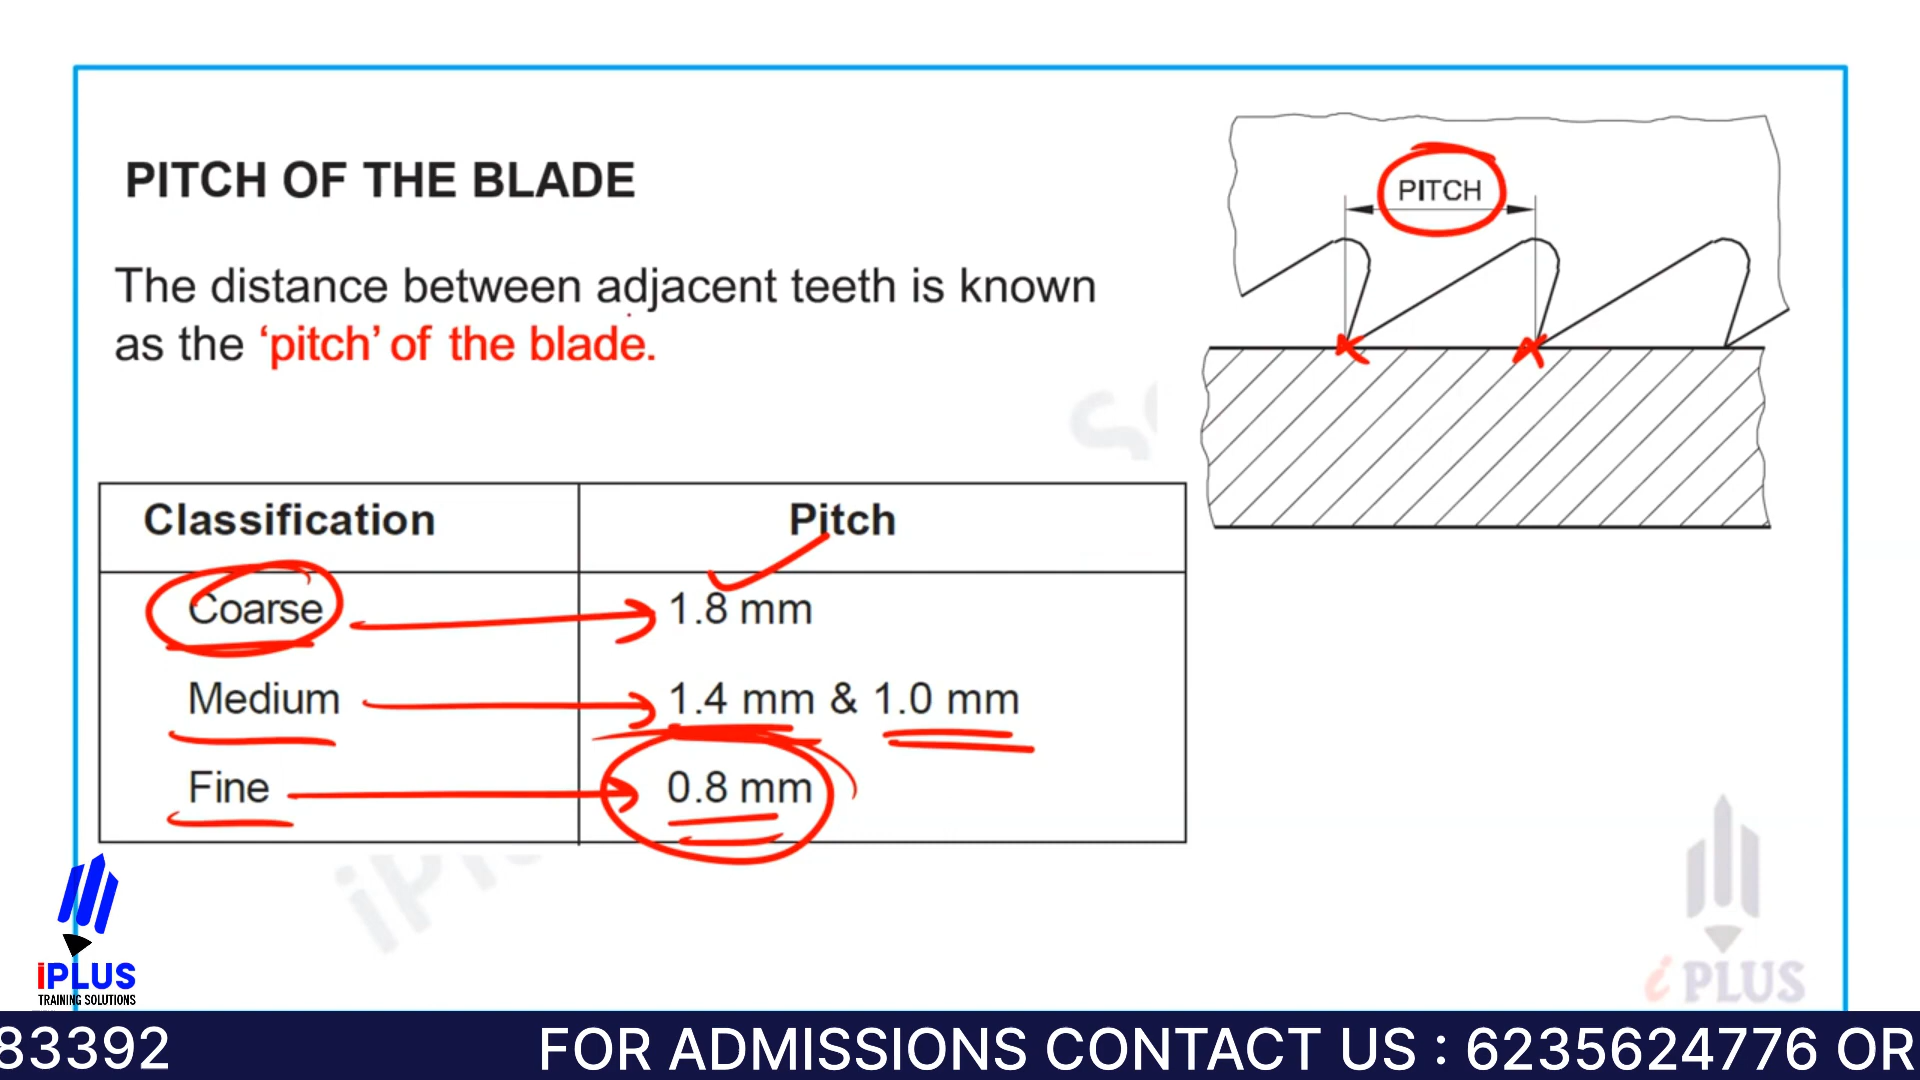 PITCH OF THE BLADE
The distance between adjacent teeth is known
as the ‘pitch’ of the blade.
PITCH
Classification Pitch
Coarse 1.8 mm
Medium 1.4 mm & 1.0 mm
Fine 0.8 mm
iPLUS
TRAINING SOLUTIONS
iPLUS
83392 FOR ADMISSIONS CONTACT US : 6235624776 OR